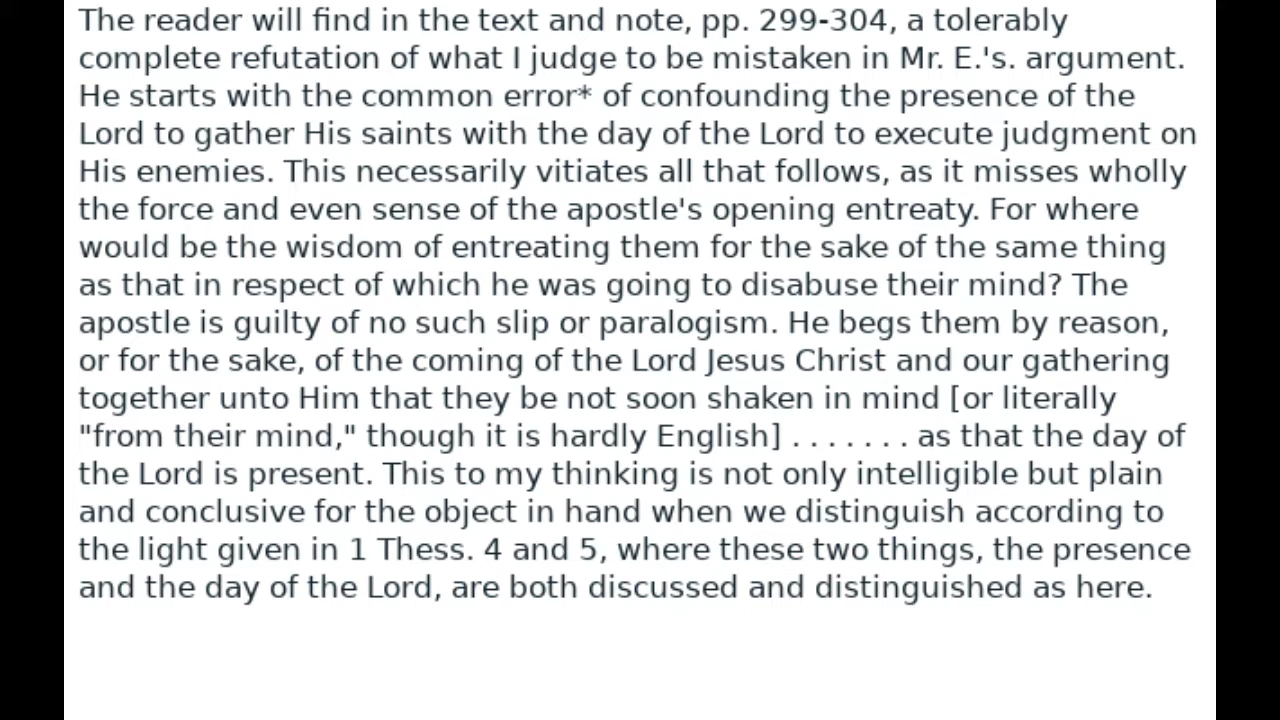 The reader will find in the text and note, pp. 299-304, a tolerably
complete refutation of what I judge to be mistaken in Mr. E.'s. argument.
He starts with the common error* of confounding the presence of the
Lord to gather His saints with the day of the Lord to execute judgment on
His enemies. This necessarily vitiates all that follows, as it misses wholly
the force and even sense of the apostle's opening entreaty. For where
would be the wisdom of entreating them for the sake of the same thing
as that in respect of which he was going to disabuse their mind? The
apostle is guilty of no such slip or paralogism. He begs them by reason,
or for the sake, of the coming of the Lord Jesus Christ and our gathering
together unto Him that they be not soon shaken in mind [or literally
"from their mind," though it is hardly English] . . . . . . . as that the day of
the Lord is present. This to my thinking is not only intelligible but plain
and conclusive for the object in hand when we distinguish according to
the light given in 1 Thess. 4 and 5, where these two things, the presence
and the day of the Lord, are both discussed and distinguished as here.